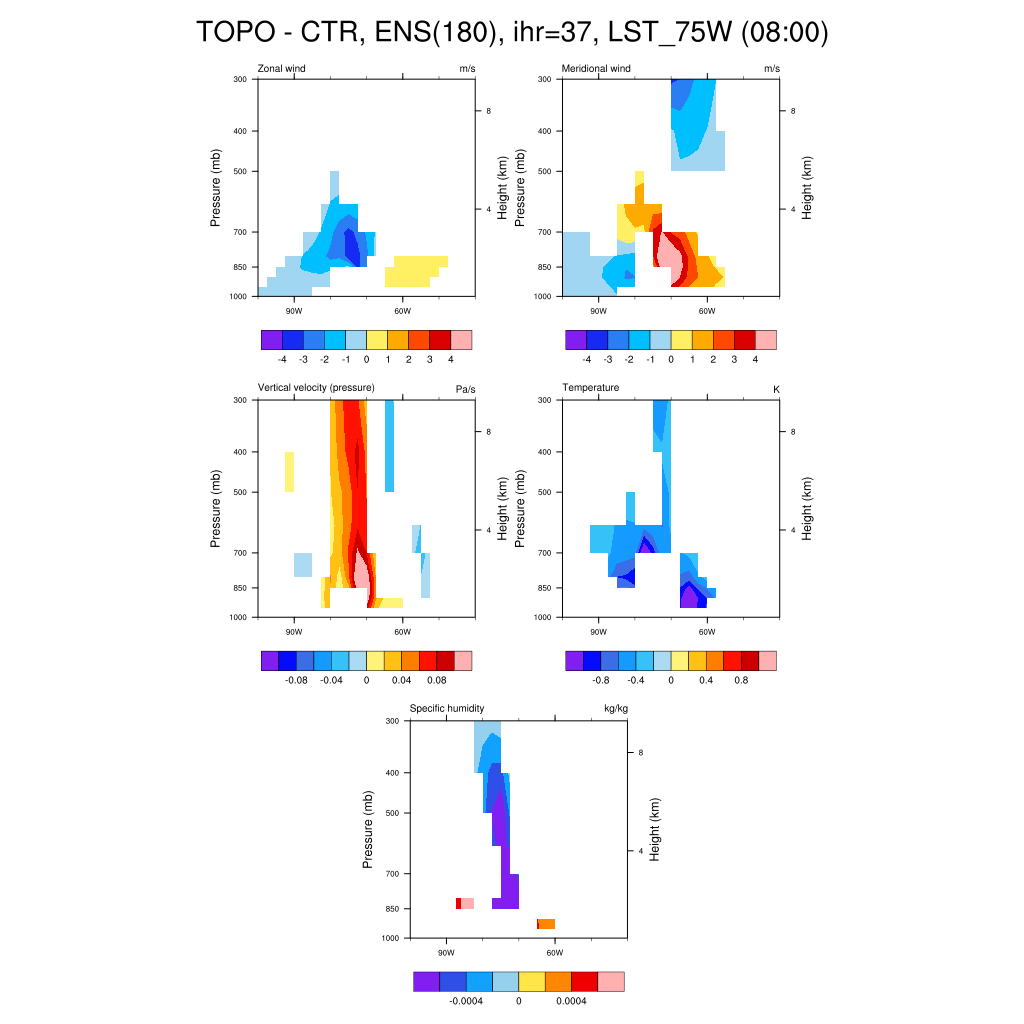 TOPO - CTR, ENS(180), ihr=37, LST_75W (08:00)
Zonal wind m/s
300
400
500
700
850
1000
Pressure (mb)
8
4
Height (km)
90W 60W
-4 -3 -2 -1 0 1 2 3 4
Meridional wind m/s
300
400
500
700
850
1000
Pressure (mb)
8
4
Height (km)
90W 60W
-4 -3 -2 -1 0 1 2 3 4
Vertical velocity (pressure) Pa/s
300
400
500
700
850
1000
Pressure (mb)
8
4
Height (km)
90W 60W
-0.08 -0.04 0 0.04 0.08
Temperature K
300
400
500
700
850
1000
Pressure (mb)
8
4
Height (km)
90W 60W
-0.8 -0.4 0 0.4 0.8
Specific humidity kg/kg
300
400
500
700
850
1000
Pressure (mb)
8
4
Height (km)
90W 60W
-0.0004 0 0.0004